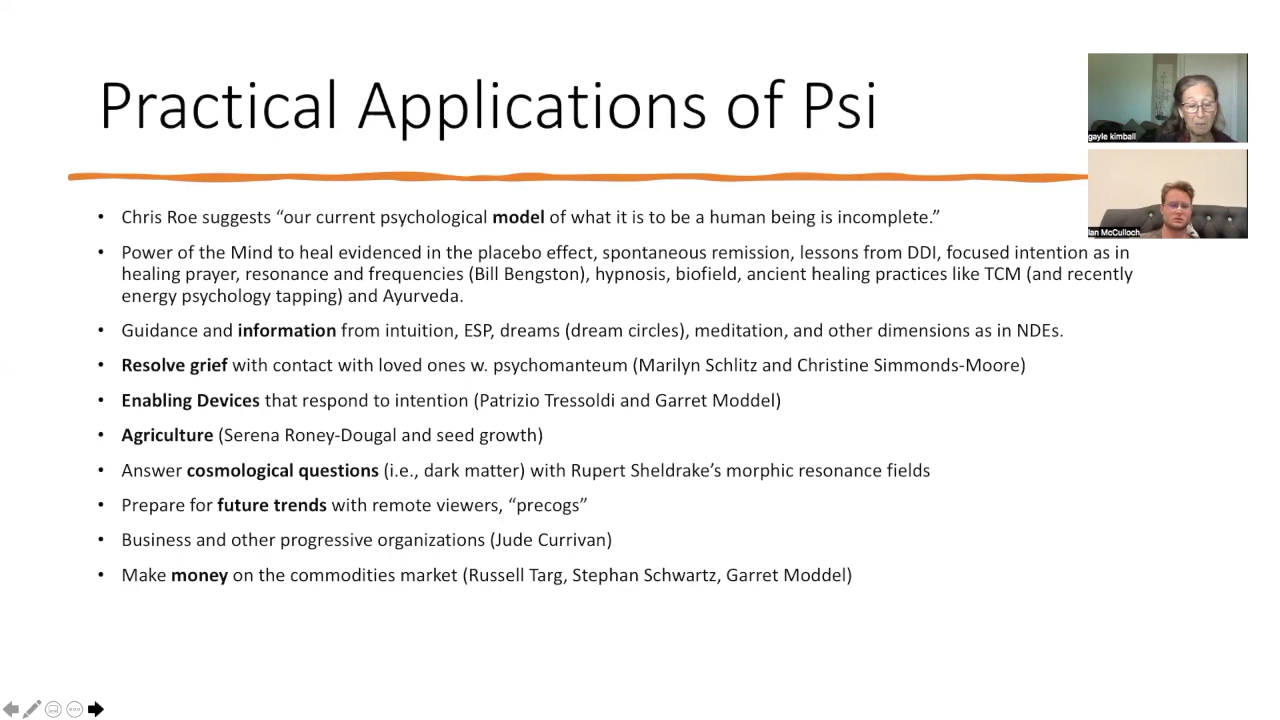 Practical Applications of Psi
gayle kimball
Ian McCulloch
• Chris Roe suggests “our current psychological model of what it is to be a human being is incomplete.”
• Power of the Mind to heal evidenced in the placebo effect, spontaneous remission, lessons from DDI, focused intention as in
healing prayer, resonance and frequencies (Bill Bengston), hypnosis, biofield, ancient healing practices like TCM (and recently
energy psychology tapping) and Ayurveda.
• Guidance and information from intuition, ESP, dreams (dream circles), meditation, and other dimensions as in NDEs.
• Resolve grief with contact with loved ones w. psychomanteum (Marilyn Schlitz and Christine Simmonds-Moore)
• Enabling Devices that respond to intention (Patrizio Tressoldi and Garret Moddel)
• Agriculture (Serena Roney-Dougal and seed growth)
• Answer cosmological questions (i.e., dark matter) with Rupert Sheldrake’s morphic resonance fields
• Prepare for future trends with remote viewers, “precogs”
• Business and other progressive organizations (Jude Currivan)
• Make money on the commodities market (Russell Targ, Stephan Schwartz, Garret Moddel)